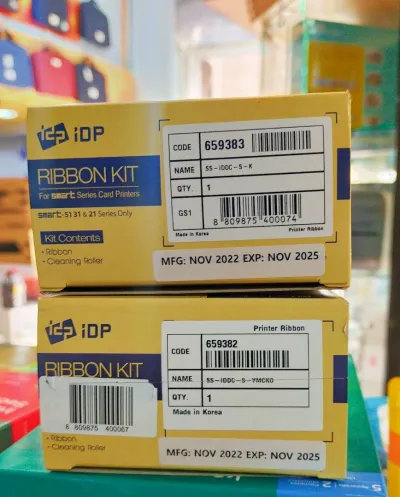 iDP
RIBBON KIT
For smart Series Card Printers
smart-51 31 & 21 Series Only
Kit Contents
· Ribbon
· Cleaning Roller
CODE 659383
NAME SS-IDGC-S-K
QTY. 1
GS1
8 809875 400074
Made in Korea Printer Ribbon
MFG: NOV 2022 EXP: NOV 2025
iDP
RIBBON KIT
8 809875 400067
· Ribbon
· Cleaning Roller
Printer Ribbon
CODE 659382
NAME SS-IDGC-S-YMCKO
QTY. 1
Made in Korea
MFG: NOV 2022 EXP: NOV 2025